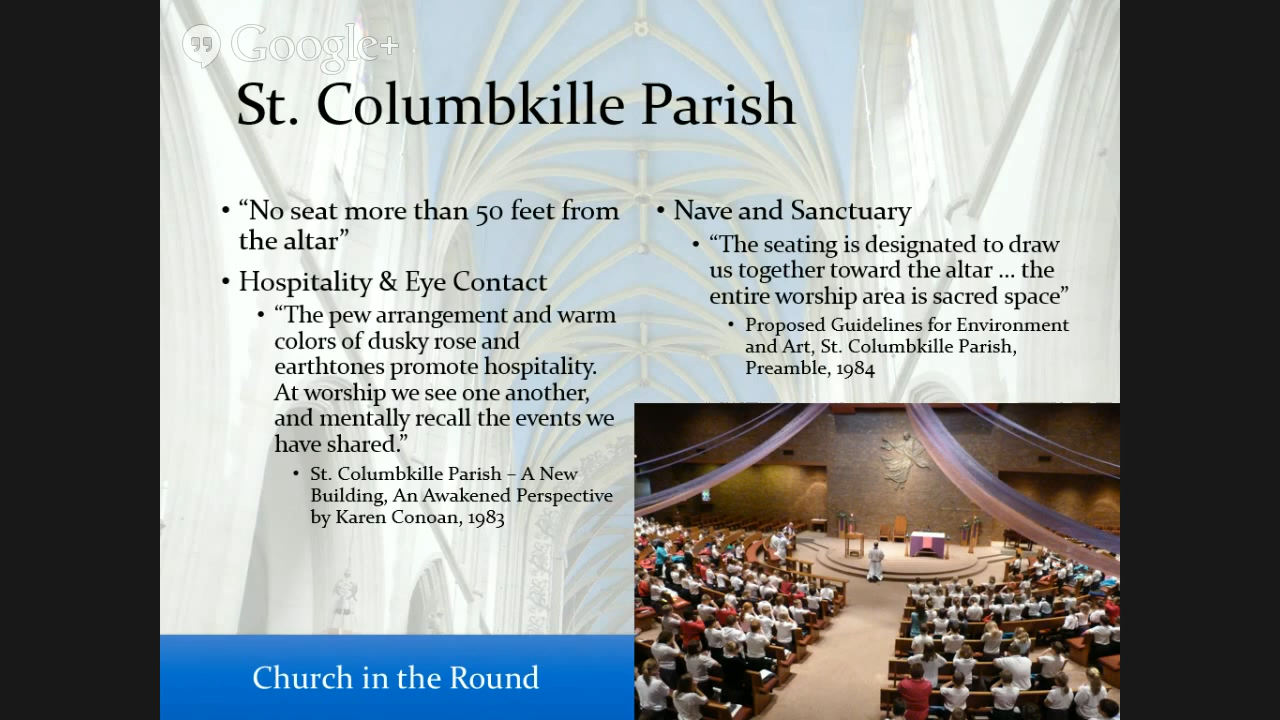 Google+
St. Columbkille Parish
• “No seat more than 50 feet from
the altar”
• Hospitality & Eye Contact
• “The pew arrangement and warm
colors of dusky rose and
earthtones promote hospitality.
At worship we see one another,
and mentally recall the events we
have shared.”
• St. Columbkille Parish – A New
Building, An Awakened Perspective
by Karen Conoan, 1983
• Nave and Sanctuary
• “The seating is designated to draw
us together toward the altar ... the
entire worship area is sacred space”
• Proposed Guidelines for Environment
and Art, St. Columbkille Parish,
Preamble, 1984
Church in the Round